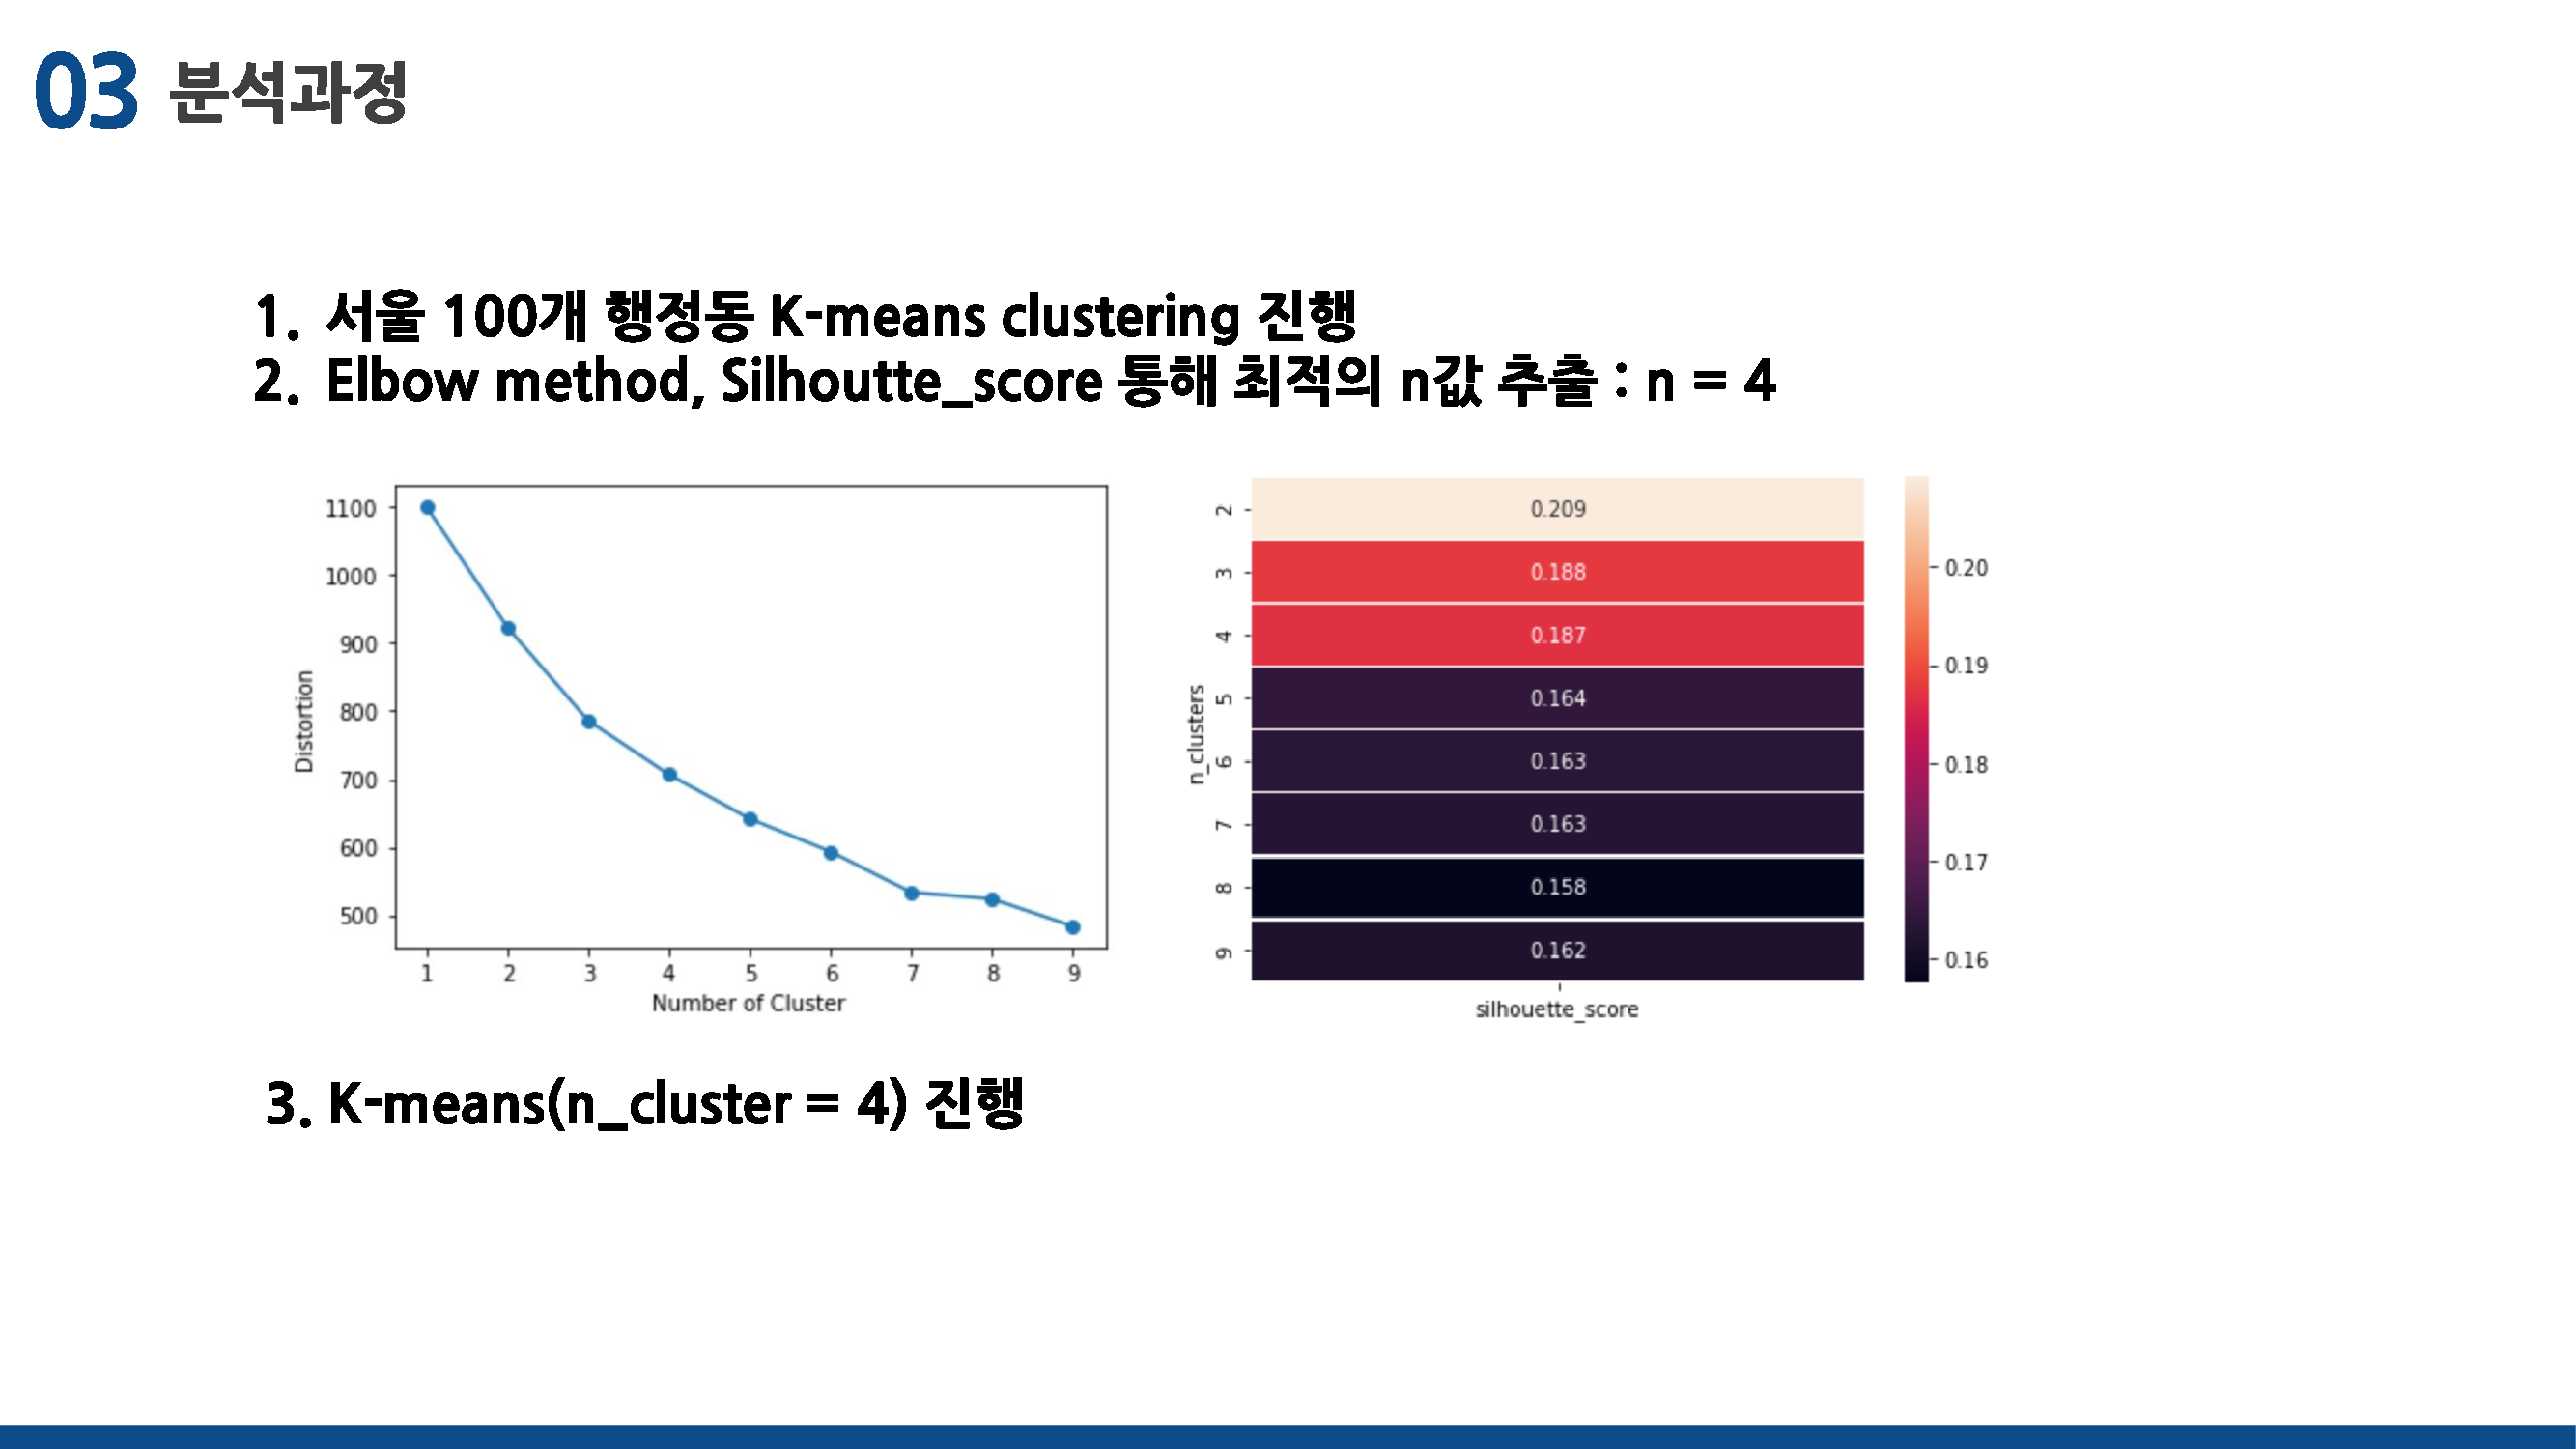 03 분석과정
1. 서울 100개 행정동 K-means clustering 진행
2. Elbow method, Silhoutte_score 통해 최적의 n값 추출 : n = 4
1100
1000
900
800
700
600
500
Distortion
1 2 3 4 5 6 7 8 9
Number of Cluster
n_clusters
2 0.209
3 0.188
4 0.187
5 0.164
6 0.163
7 0.163
8 0.158
9 0.162
silhouette_score
0.20
0.19
0.18
0.17
0.16
3. K-means(n_cluster = 4) 진행